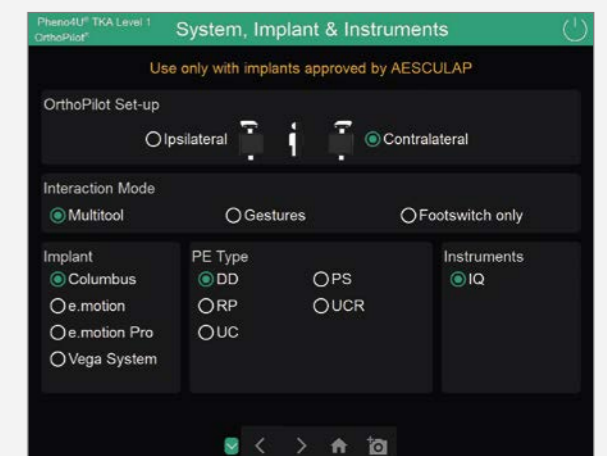 Pheno4U® TKA Level 1
OrthoPilot®
System, Implant & Instruments
Use only with implants approved by AESCULAP
OrthoPilot Set-up
Ipsilateral
Contralateral
Interaction Mode
Multitool
Gestures
Footswitch only
Implant
Columbus
e.motion
e.motion Pro
Vega System
PE Type
DD
PS
RP
UCR
UC
Instruments
IQ